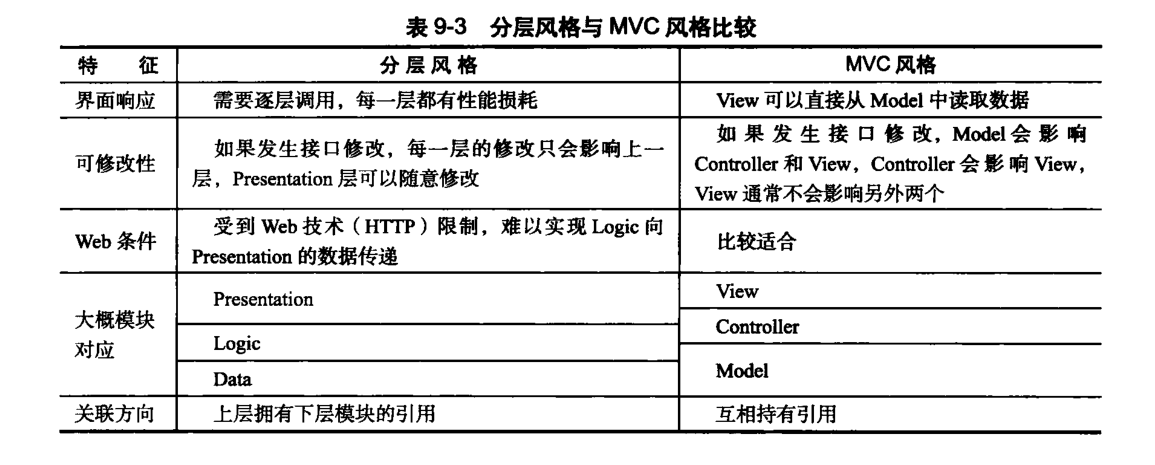 表 9-3 分层风格与 MVC 风格比较
特 征 分 层 风 格 MVC 风格
界面响应 需要逐层调用，每一层都有性能损耗 View 可以直接从 Model 中读取数据
可修改性 如果发生接口修改，每一层的修改只会影响上一
层，Presentation 层可以随意修改
如 果 发 生 接 口 修 改, Model 会 影 响
Controller 和 View，Controller 会 影 响 View，
View 通常不会影响另外两个
Web 条件 受到 Web 技术（HTTP）限制，难以实现 Logic 向
Presentation 的数据传递
比较适合
大概模块
对应
Presentation
Logic
Data
View
Controller
Model
关联方向 上层拥有下层模块的引用 互相持有引用